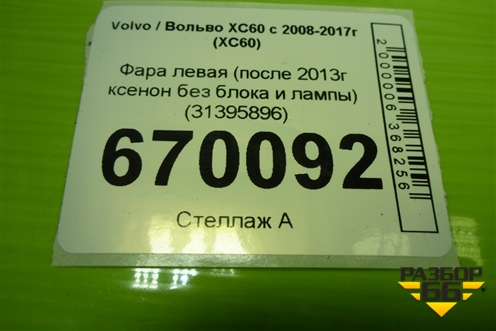 Volvo / Вольво XC60 с 2008-2017г
(XC60)
Фара левая (после 2013г
ксенон без блока и лампы)
(31395896)
670092
Стеллаж А
2000006368256
РАЗБОР
66